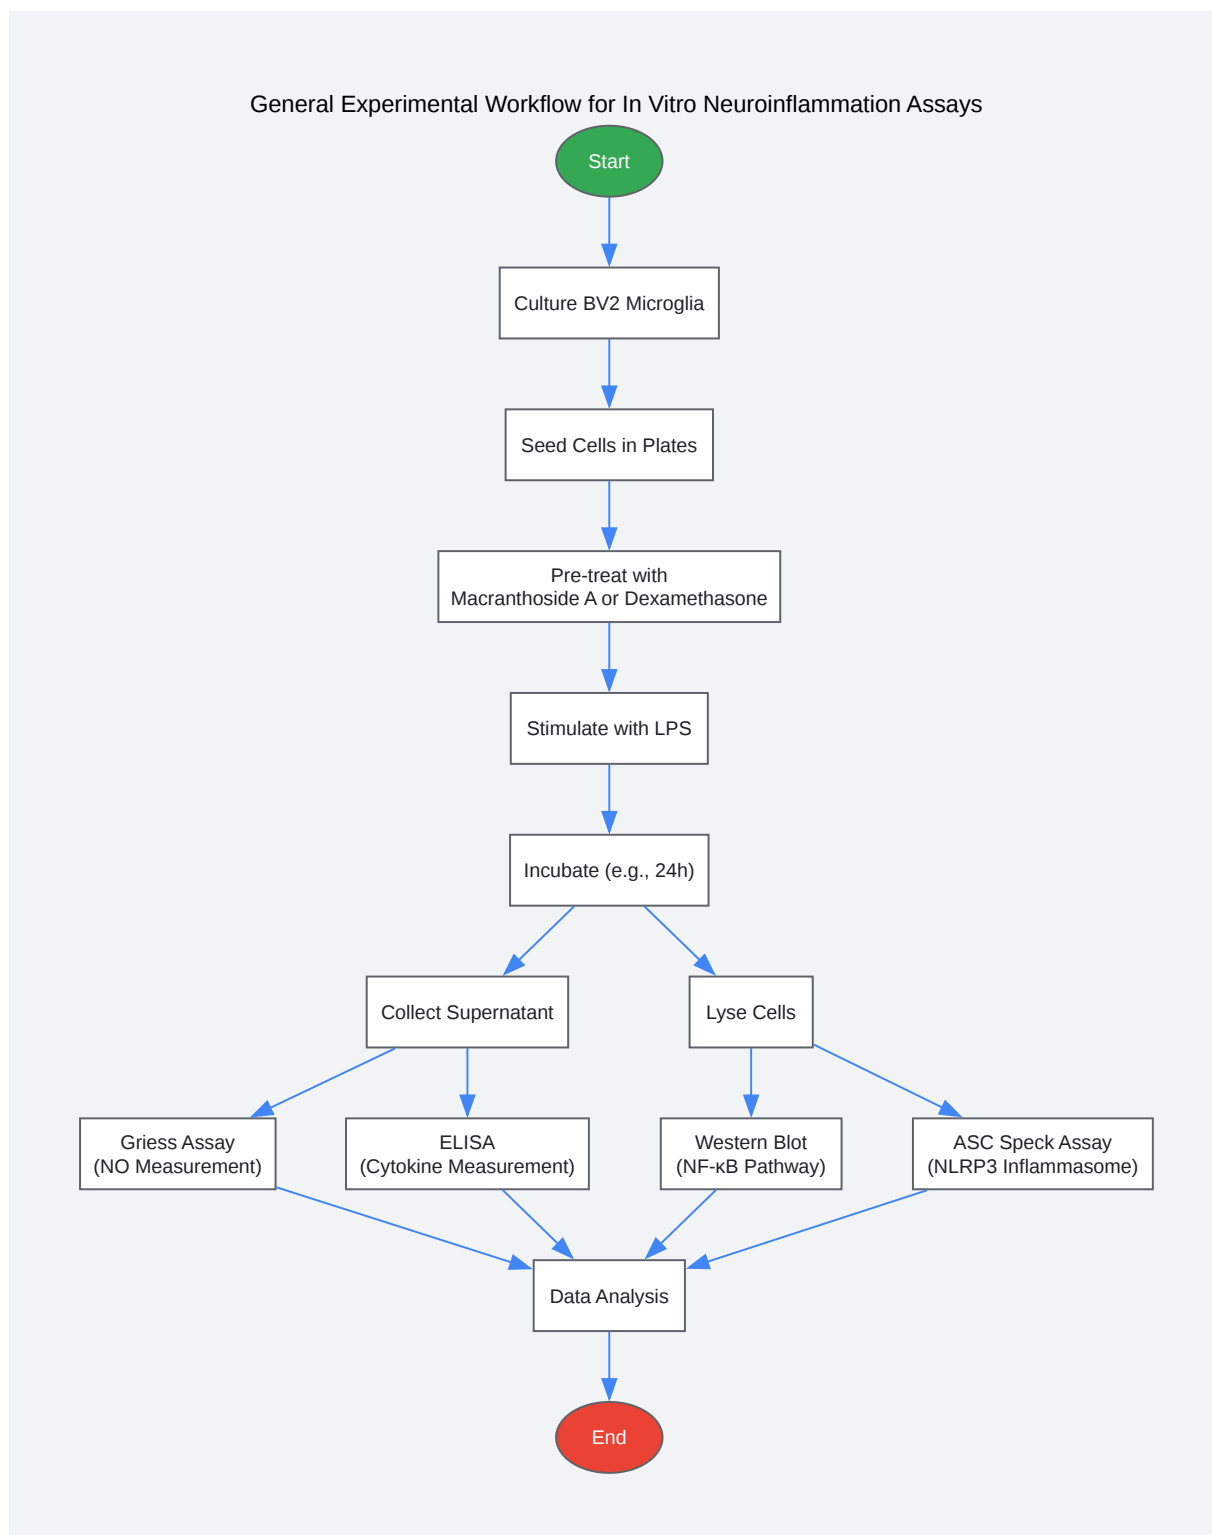 General Experimental Workflow for In Vitro Neuroinflammation Assays
Start
Culture BV2 Microglia
Seed Cells in Plates
Pre-treat with
Macranthoside A or Dexamethasone
Stimulate with LPS
Incubate (e.g., 24h)
Collect Supernatant
Lyse Cells
Griess Assay
(NO Measurement)
ELISA
(Cytokine Measurement)
Western Blot
(NF-κB Pathway)
ASC Speck Assay
(NLRP3 Inflammasome)
Data Analysis
End